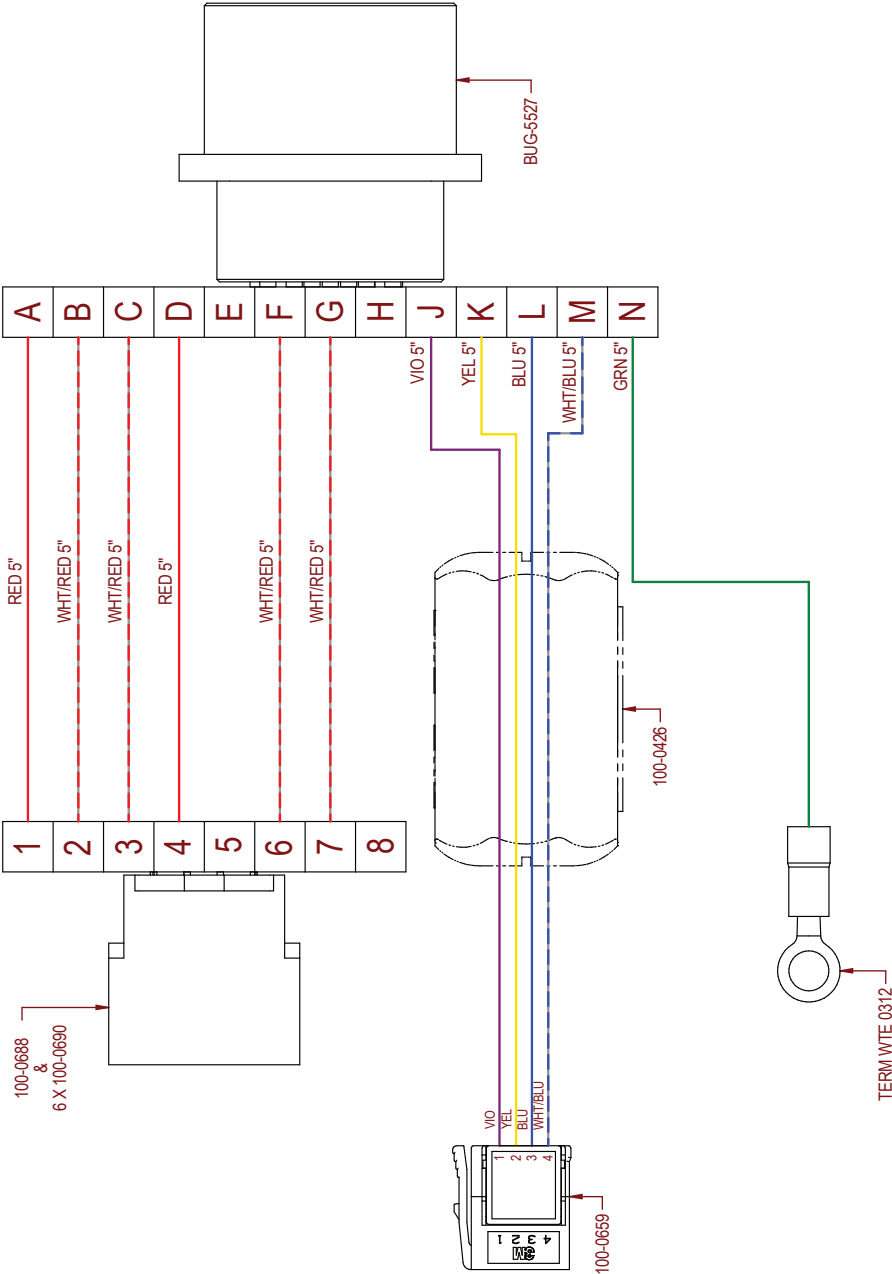 BUG-5527
A
B
C
D
E
F
G
H
J
K
L
M
N
RED 5"
WHT/RED 5"
WHT/RED 5"
RED 5"
WHT/RED 5"
WHT/RED 5"
VIO 5"
YEL 5"
BLU 5"
WHT/BLU 5"
GRN 5"
1
2
3
4
5
6
7
8
100-0688
&
6 X 100-0690
100-0426
VIO
YEL
BLU
WHT/BLU
1
2
3
4
3M
4 3 2 1
100-0659
TERM WTE 0312